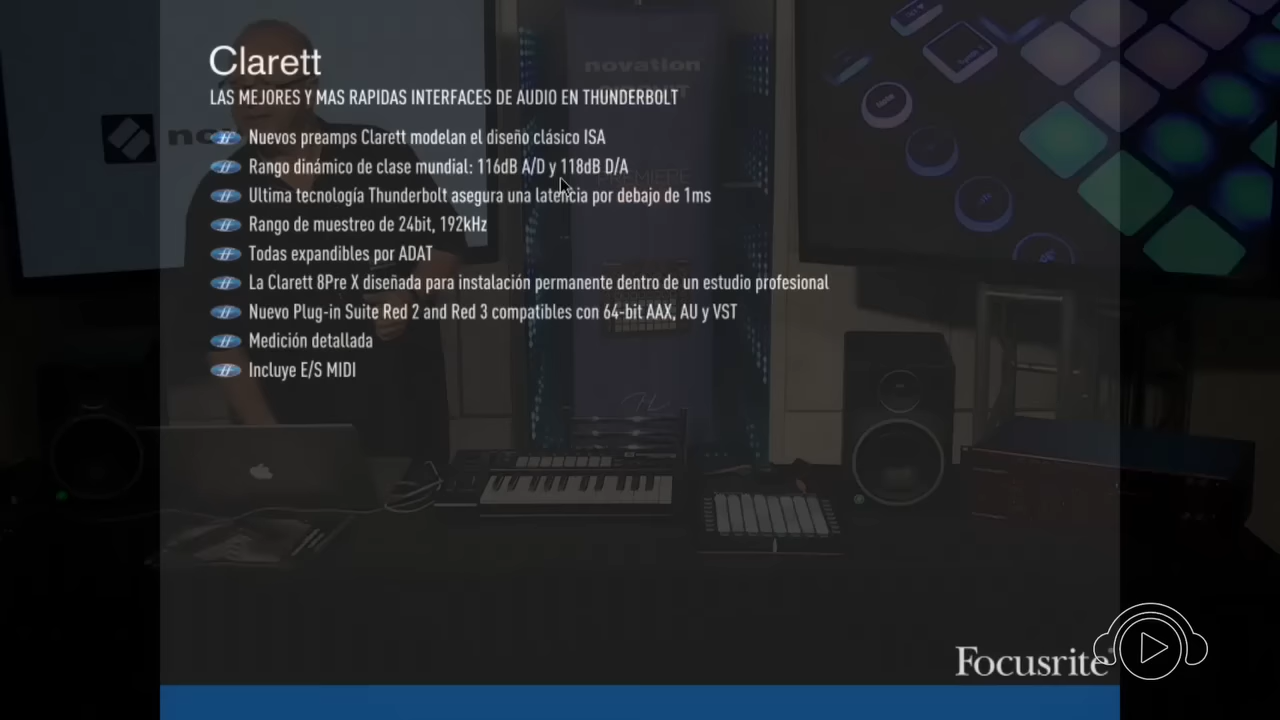 Clarett
LAS MEJORES Y MAS RAPIDAS INTERFACES DE AUDIO EN THUNDERBOLT
Nuevos preamps Clarett modelan el diseño clásico ISA
Rango dinámico de clase mundial: 116dB A/D y 118dB D/A
Ultima tecnología Thunderbolt asegura una latencia por debajo de 1ms
Rango de muestreo de 24bit, 192kHz
Todas expandibles por ADAT
La Clarett 8Pre X diseñada para instalación permanente dentro de un estudio profesional
Nuevo Plug-in Suite Red 2 and Red 3 compatibles con 64-bit AAX, AU y VST
Medición detallada
Incluye E/S MIDI
novation
Focusrite